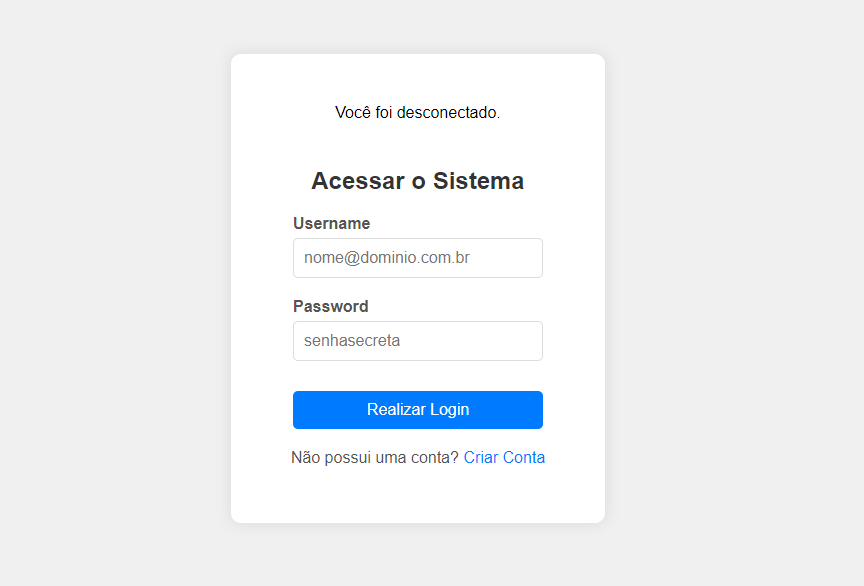 Você foi desconectado.
Acessar o Sistema
Username
nome@dominio.com.br
Password
senhasecreta
Realizar Login
Não possui uma conta? Criar Conta